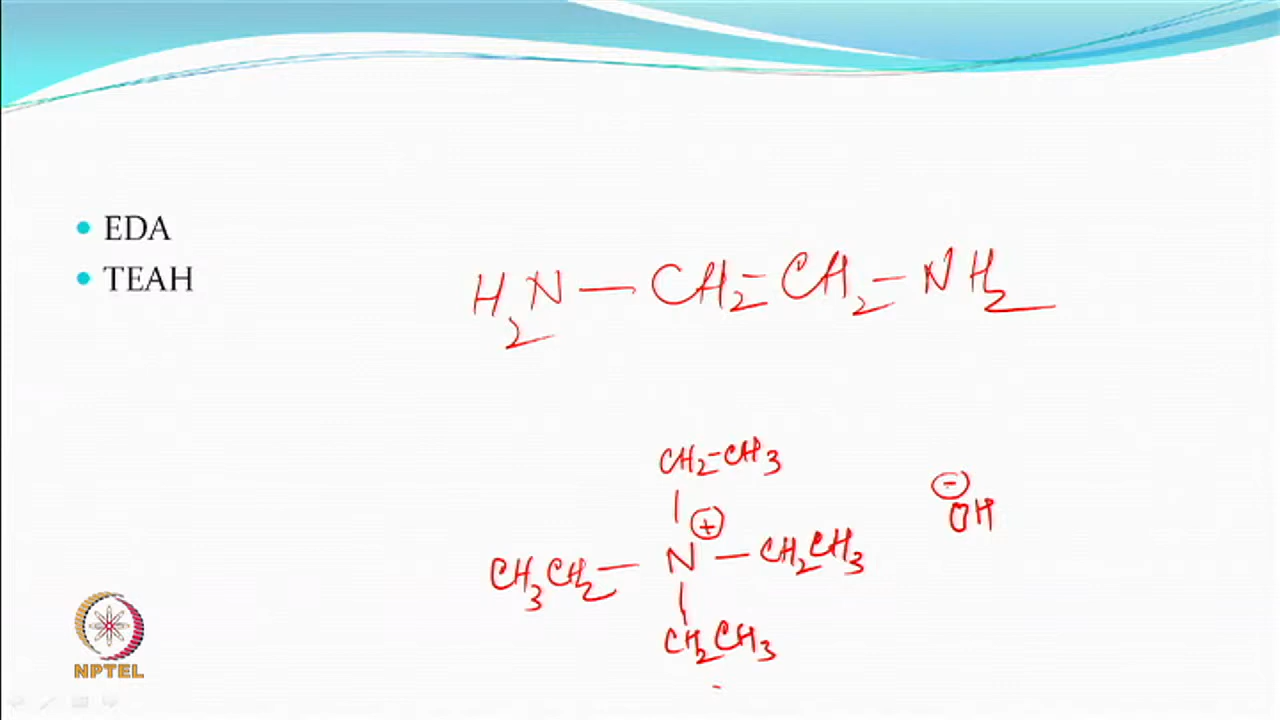 EDA
TEAH
H2N — CH2 - CH2 - NH2
CH2-CH3
⊕
⊖
OH
CH3CH2 — N — CH2CH3
CH2CH3
NPTEL